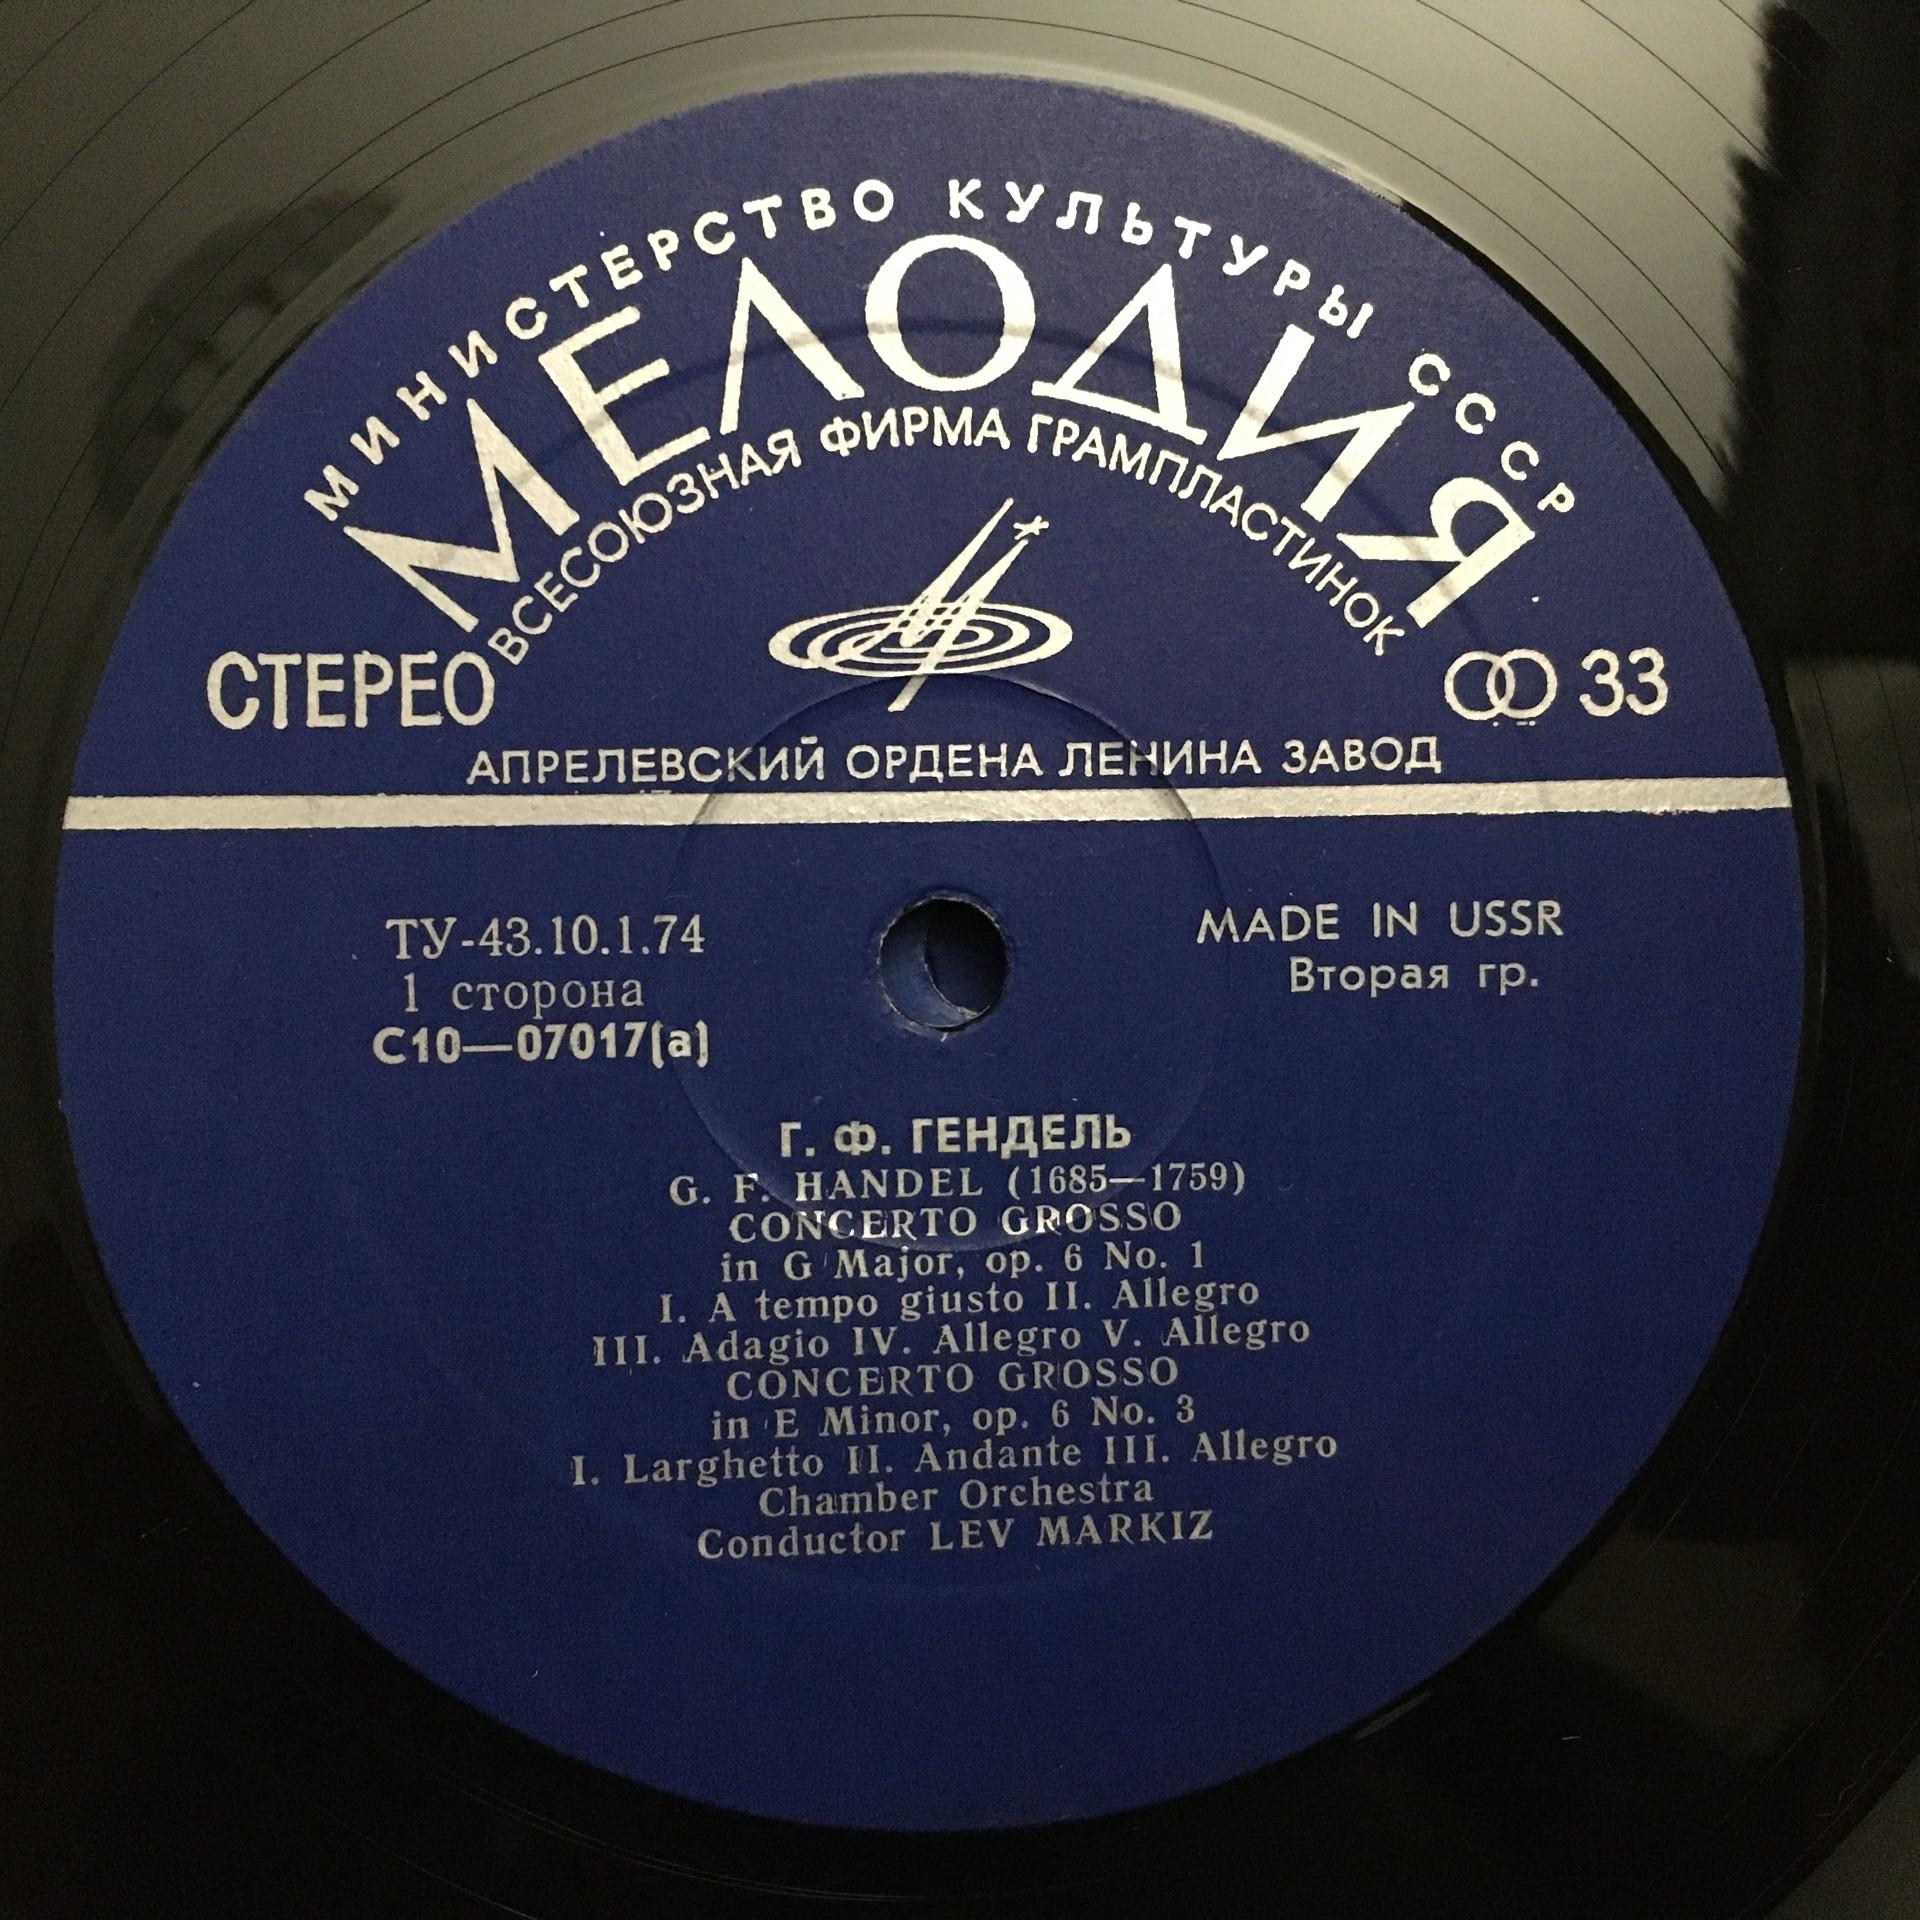 МИНИСТЕРСТВО КУЛЬТУРЫ СССР
МЕЛОДИЯ
ВСЕСОЮЗНАЯ ФИРМА ГРАМПЛАСТИНОК
СТЕРЕО
33
АПРЕЛЕВСКИЙ ОРДЕНА ЛЕНИНА ЗАВОД
ТУ-43.10.1.74
1 сторона
С10—07017(а)
MADE IN USSR
Вторая гр.
Г. Ф. ГЕНДЕЛЬ
G. F. HANDEL (1685—1759)
CONCERTO GROSSO
in G Major, op. 6 No. 1
I. A tempo giusto II. Allegro
III. Adagio IV. Allegro V. Allegro
CONCERTO GROSSO
in E Minor, op. 6 No. 3
I. Larghetto II. Andante III. Allegro
Chamber Orchestra
Conductor LEV MARKIZ